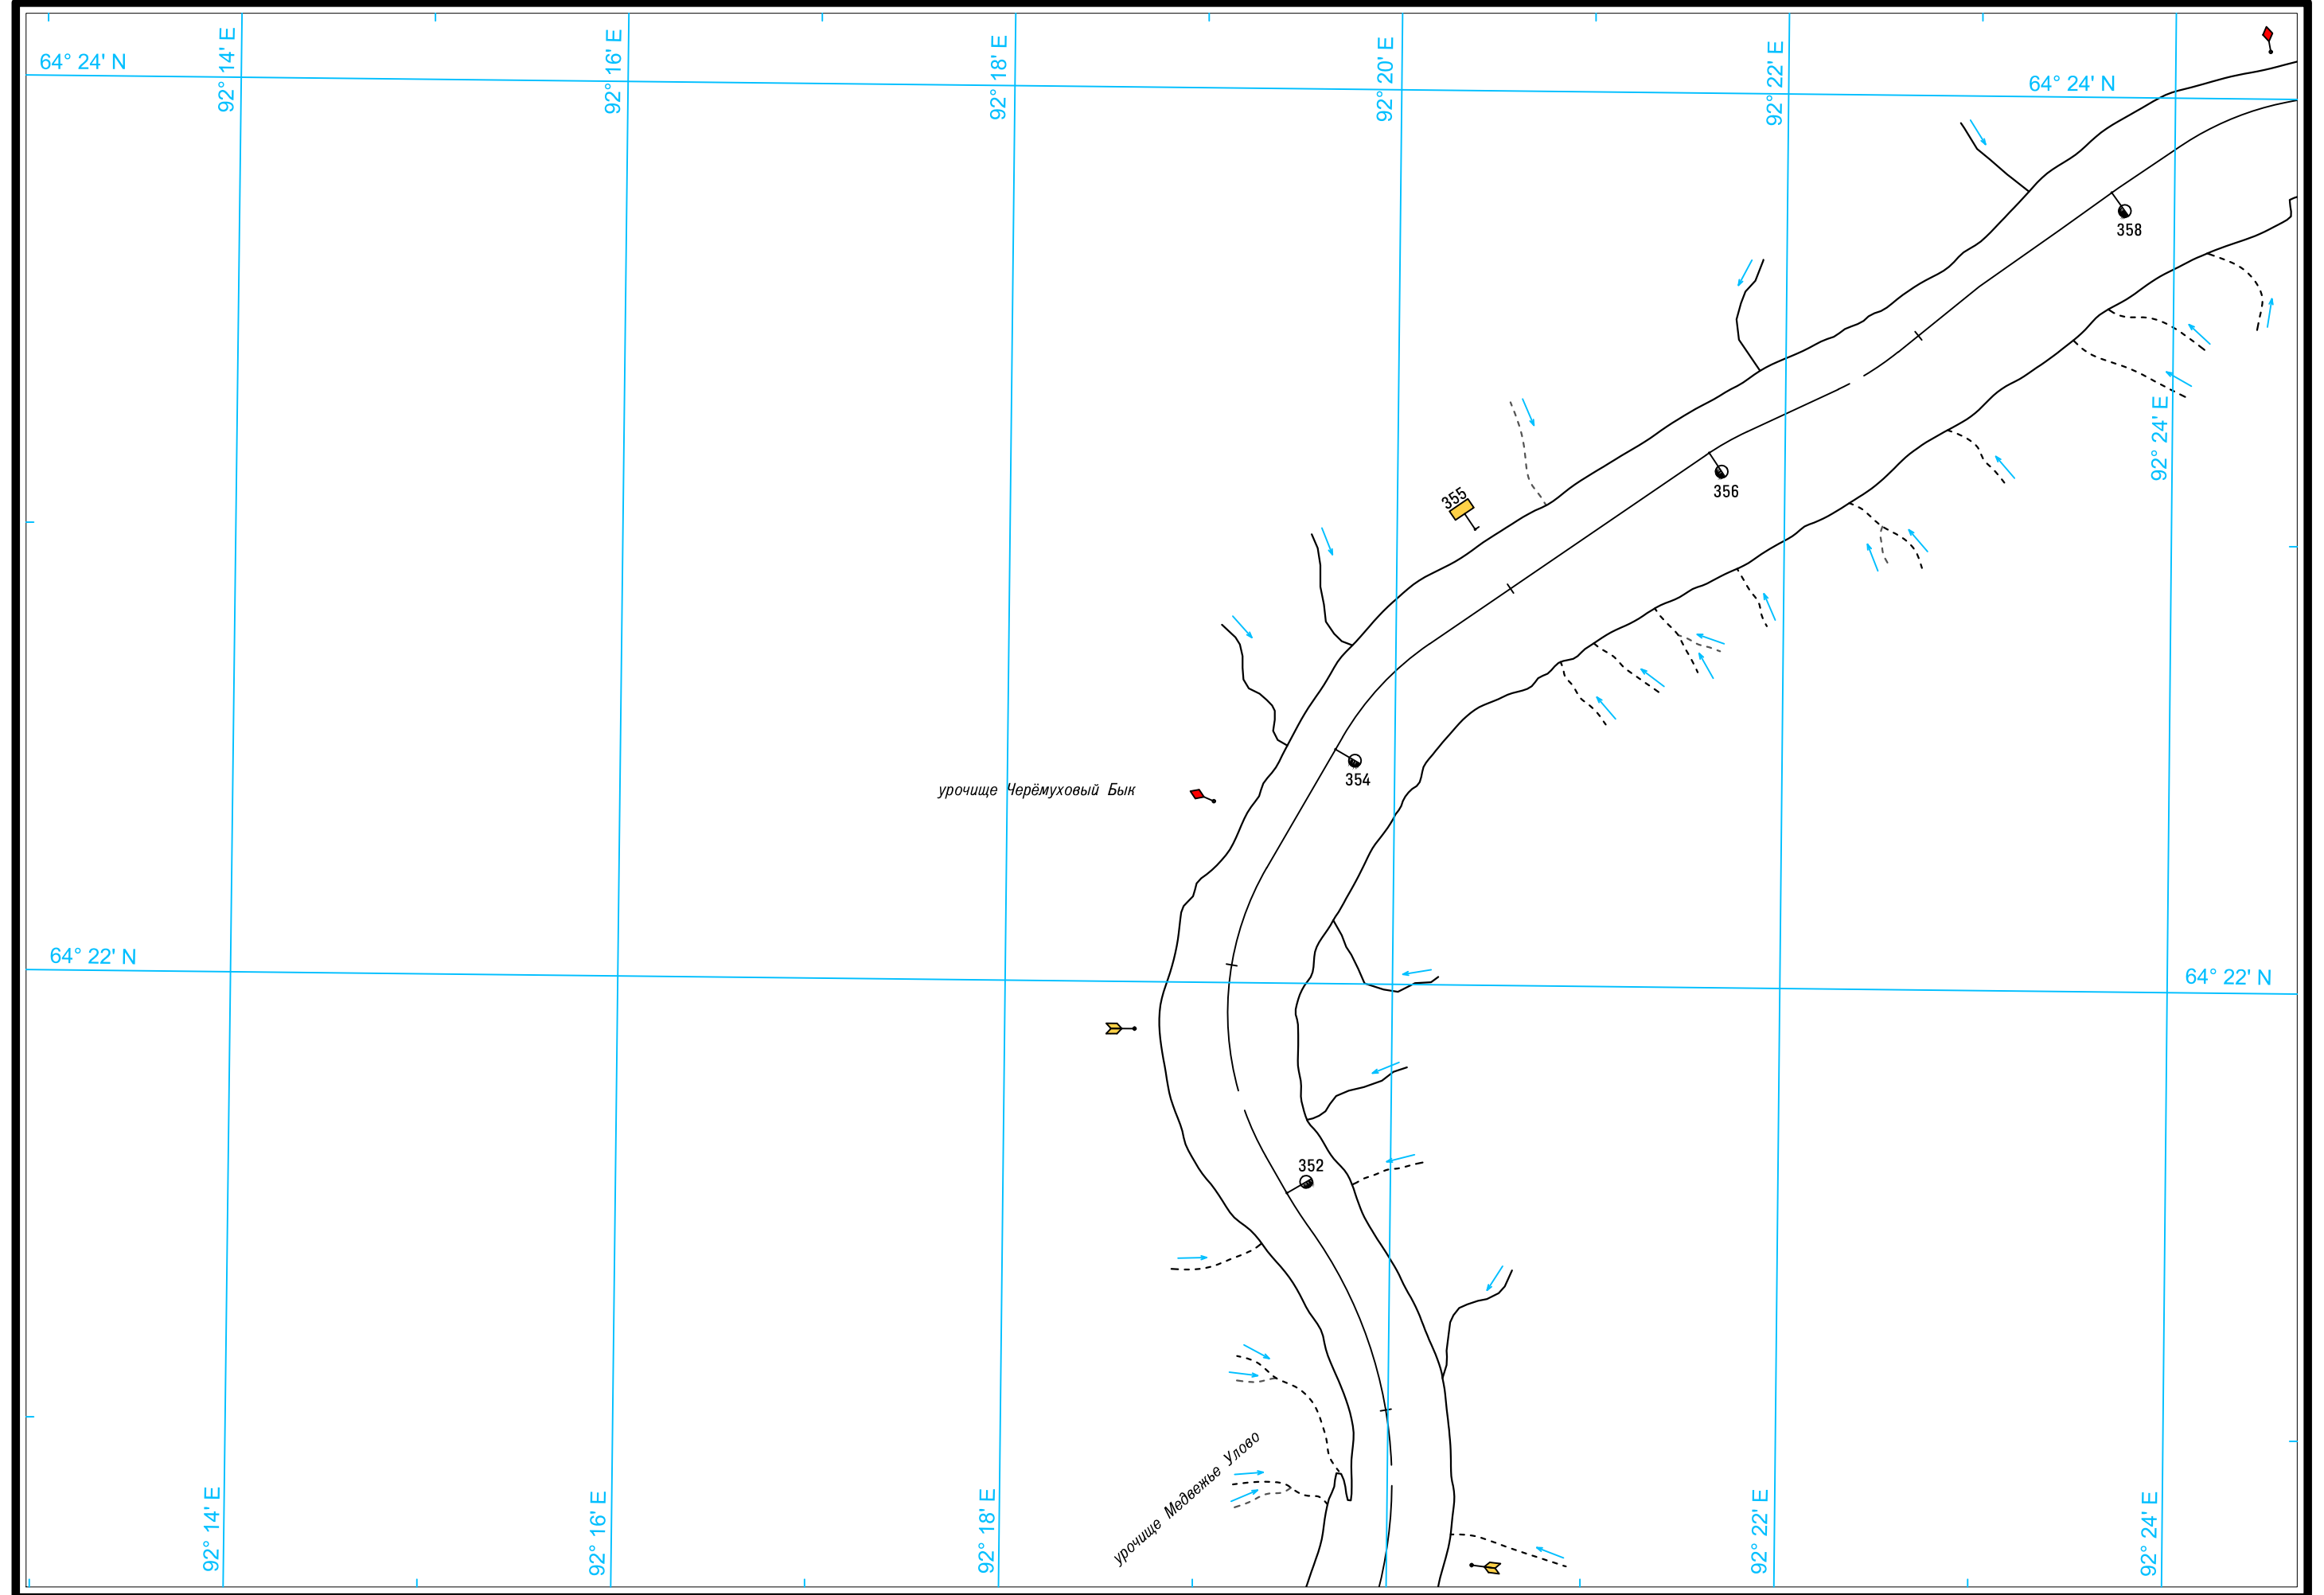 92° 14' E
92° 16' E
92° 18' E
92° 20' E
92° 22' E
64° 24' N
64° 24' N
358
92° 24' E
356
355
354
урочище Черёмуховый Бык
64° 22' N
64° 22' N
352
урочище Медвежье Улово
92° 14' E
92° 16' E
92° 18' E
92° 22' E
92° 24' E